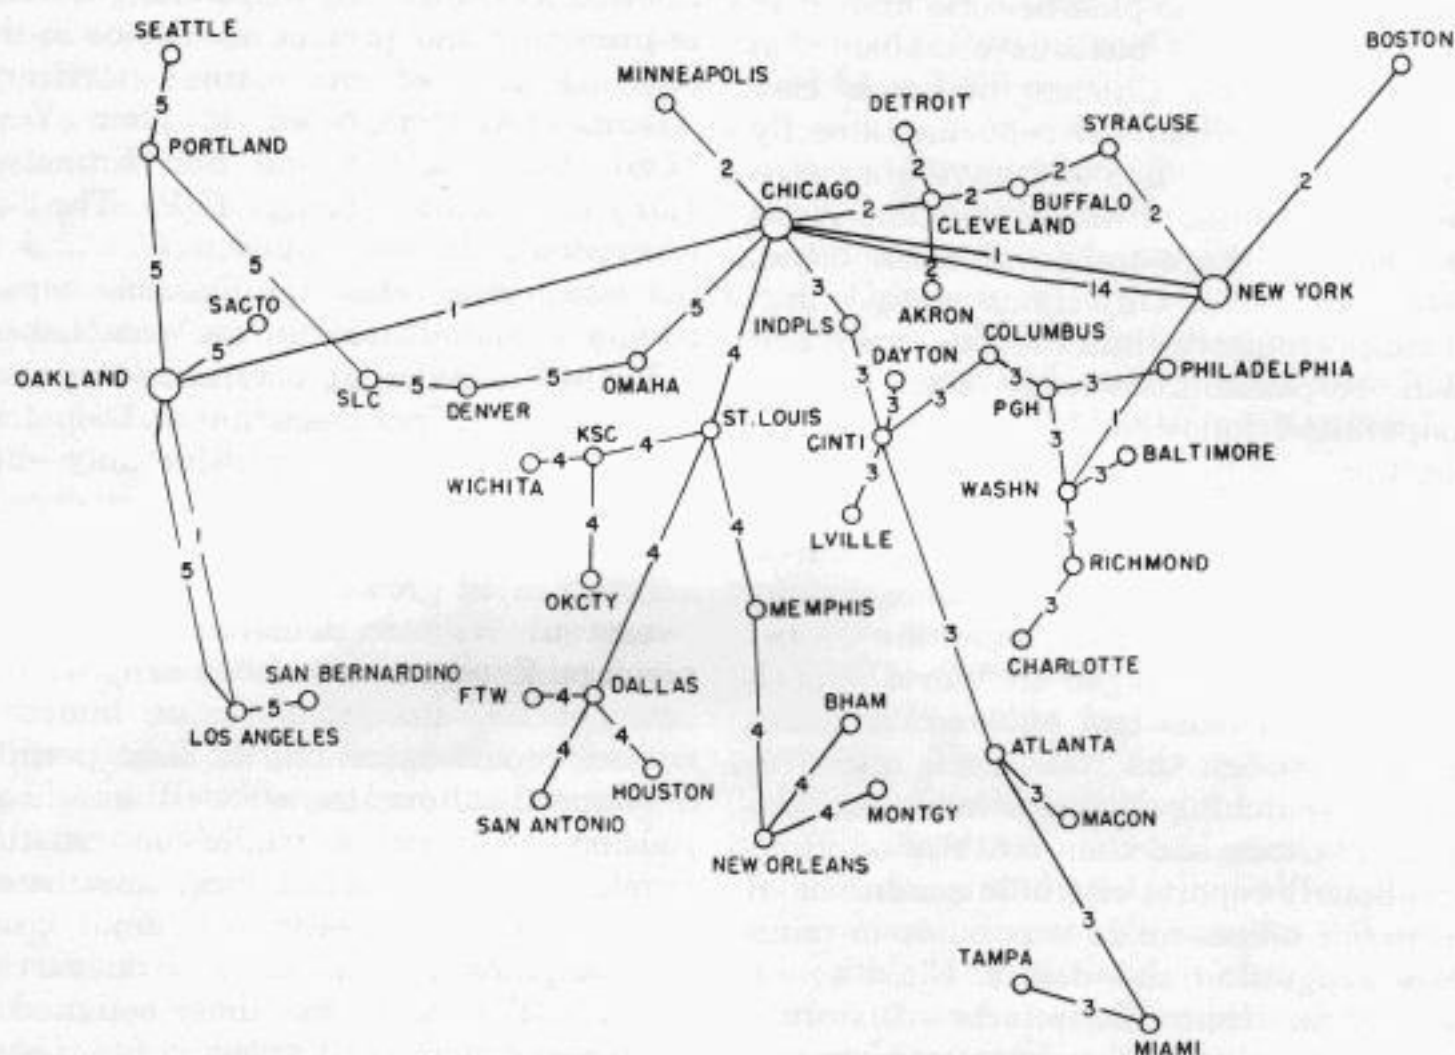 SEATTLE
BOSTON
MINNEAPOLIS
DETROIT
5
SYRACUSE
PORTLAND
2
2
2
2
2
CHICAGO
2
BUFFALO
2
CLEVELAND
5
5
2
1
SACTO
3
14
NEW YORK
1
5
INDPLS
AKRON
COLUMBUS
5
4
DAYTON
OAKLAND
5
5
OMAHA
3
3
3
PHILADELPHIA
SLC
DENVER
3
3
PGH
1
ST.LOUIS
KSC
4
CINTI
3
BALTIMORE
4
WICHITA
3
3
WASHN
4
4
4
3
1
LVILLE
5
RICHMOND
OKCTY
MEMPHIS
3
3
CHARLOTTE
SAN BERNARDINO
FTW
4
DALLAS
5
BHAM
LOS ANGELES
4
4
4
ATLANTA
HOUSTON
4
3
SAN ANTONIO
4
MONTGY
MACON
NEW ORLEANS
3
TAMPA
3
MIAMI